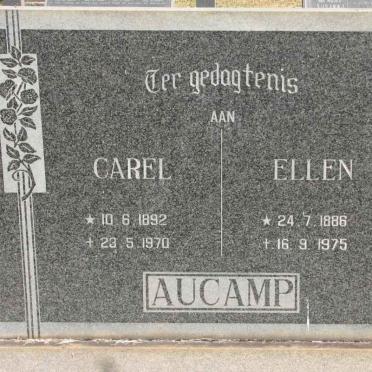 Ter gedagtenis
AAN
CAREL
★ 10.6.1892
+ 23.5.1970
ELLEN
★ 24.7.1886
+ 16.9.1975
AUCAMP